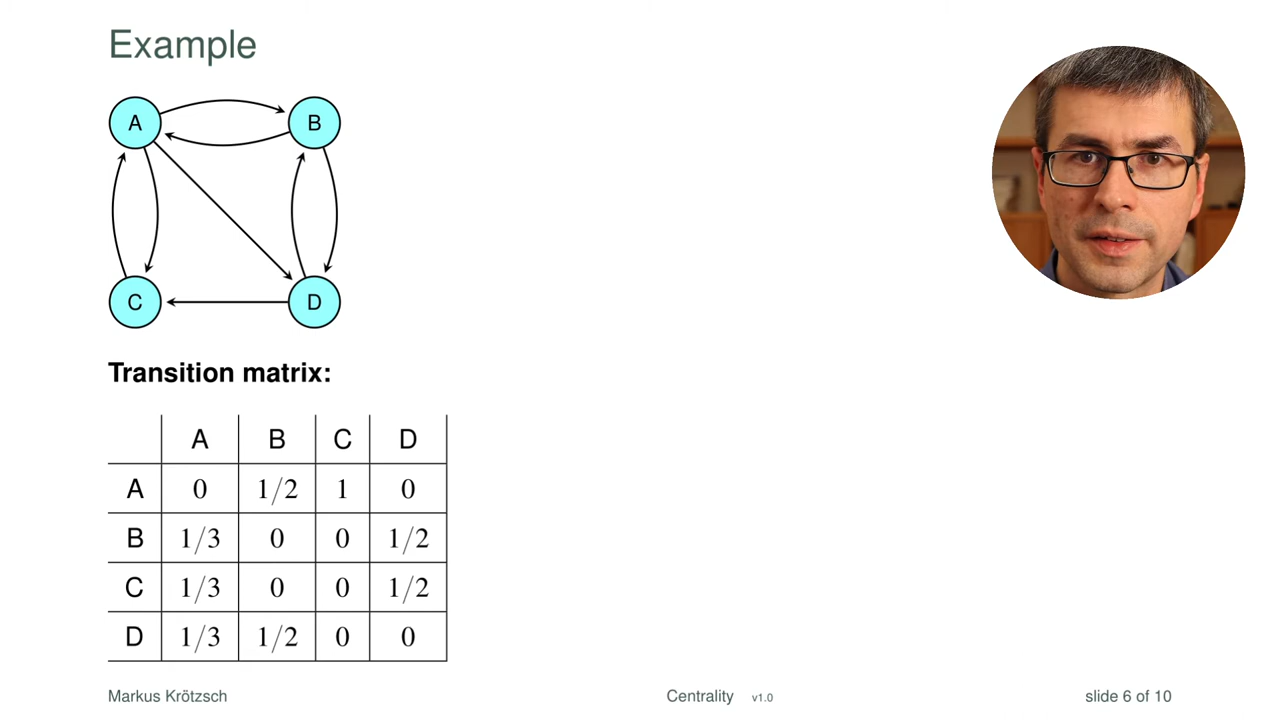 Example
A B
C D
Transition matrix:
A B C D
A 0 1/2 1 0
B 1/3 0 0 1/2
C 1/3 0 0 1/2
D 1/3 1/2 0 0
Markus Krötzsch Centrality v1.0 slide 6 of 10